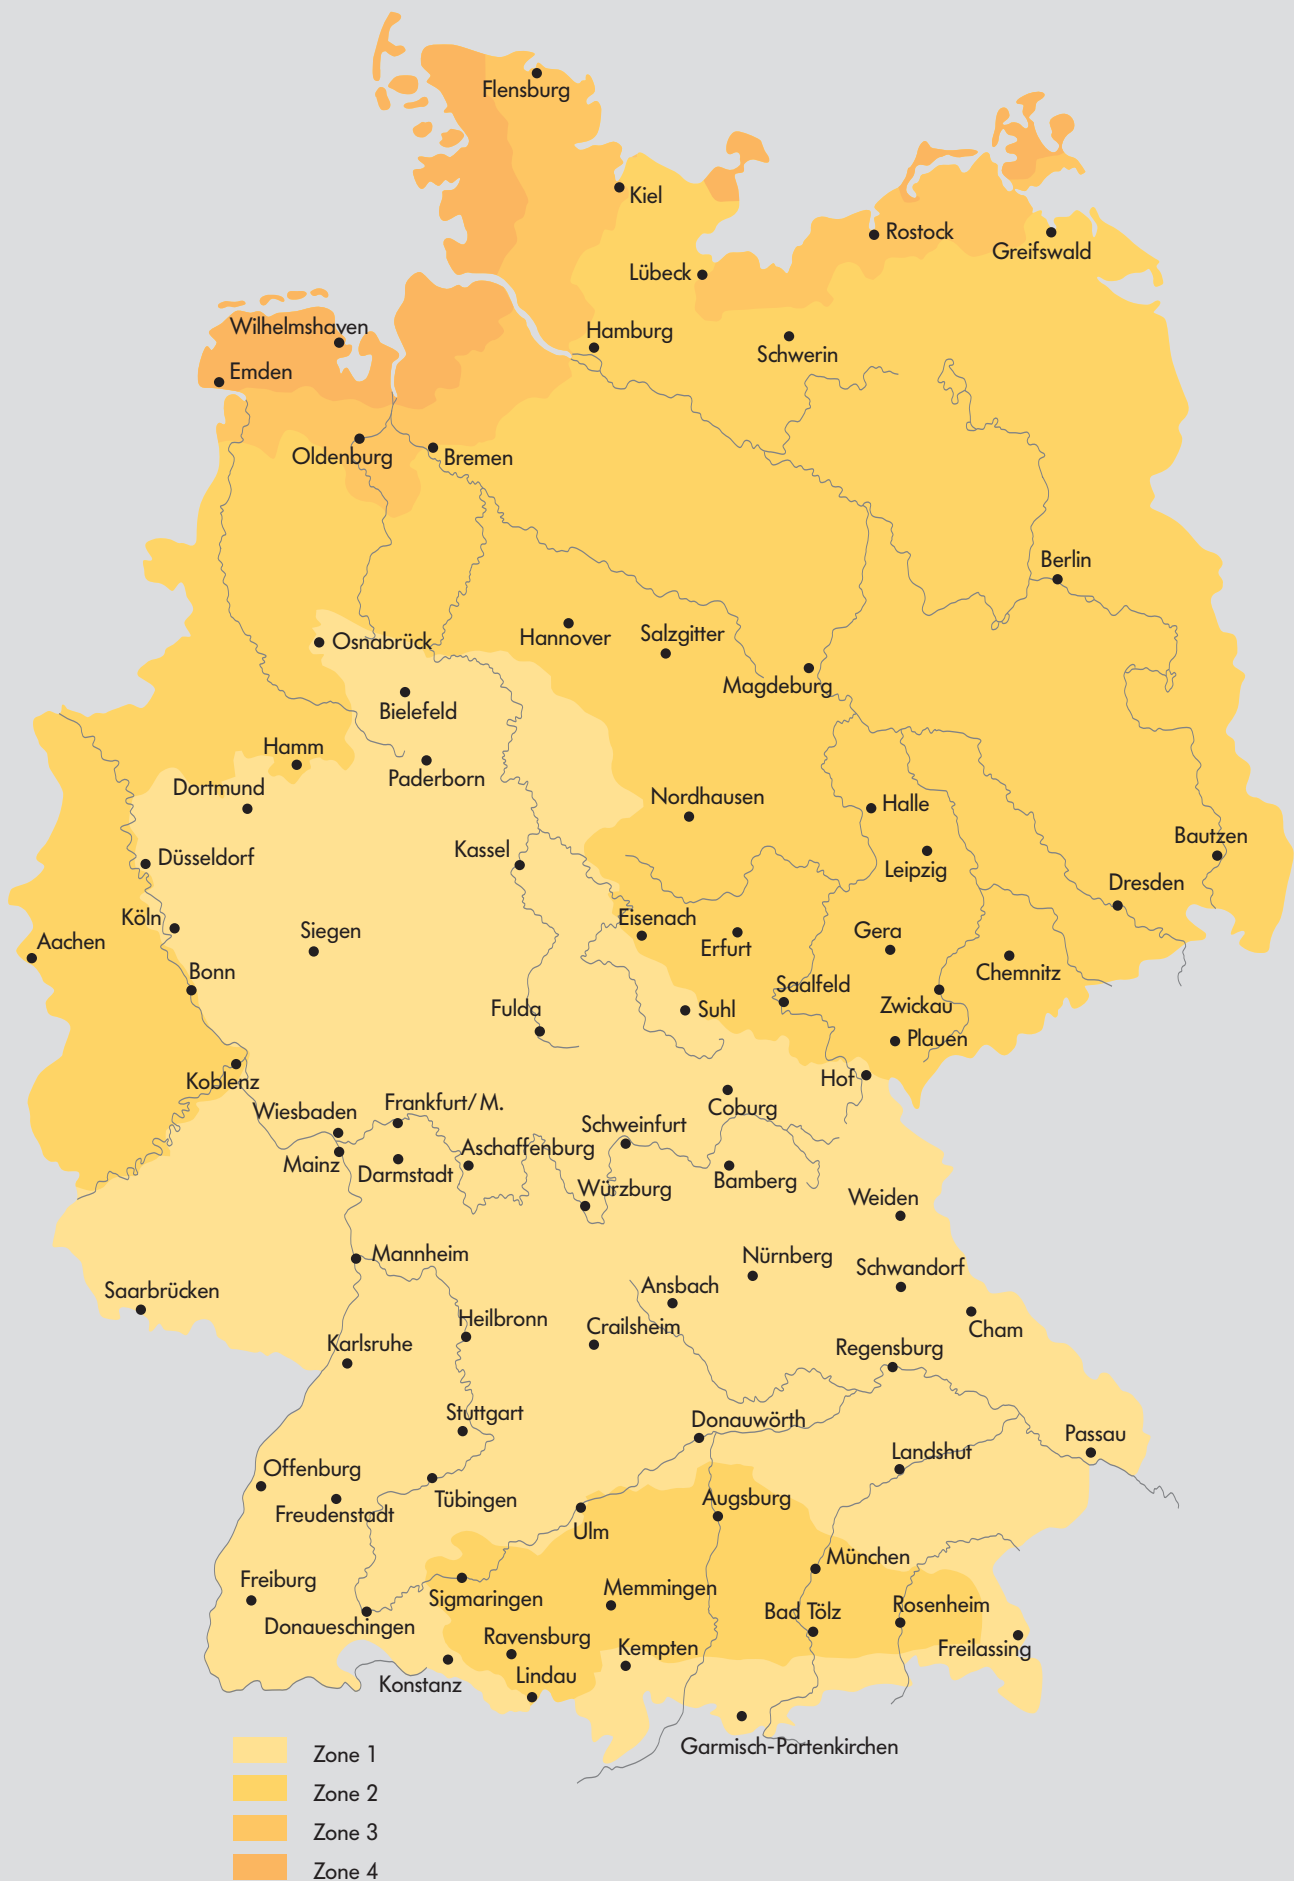 Flensburg
Kiel
Rostock
Greifswald
Lübeck
Wilhelmshaven
Hamburg
Schwerin
Emden
Oldenburg
Bremen
Berlin
Osnabrück
Hannover
Salzgitter
Magdeburg
Bielefeld
Hamm
Paderborn
Dortmund
Nordhausen
Halle
Bautzen
Düsseldorf
Kassel
Leipzig
Dresden
Köln
Siegen
Eisenach
Aachen
Erfurt
Gera
Chemnitz
Bonn
Saalfeld
Zwickau
Fulda
Suhl
Plauen
Koblenz
Hof
Wiesbaden
Frankfurt/M.
Coburg
Schweinfurt
Mainz
Darmstadt
Aschaffenburg
Würzburg
Bamberg
Weiden
Mannheim
Nürnberg
Schwandorf
Saarbrücken
Ansbach
Heilbronn
Crailsheim
Cham
Karlsruhe
Regensburg
Stuttgart
Donauwörth
Passau
Landshut
Offenburg
Tübingen
Augsburg
Freudenstadt
Ulm
München
Freiburg
Sigmaringen
Memmingen
Bad Tölz
Rosenheim
Donaueschingen
Ravensburg
Kempten
Freilassing
Konstanz
Lindau
Garmisch-Partenkirchen
Zone 1
Zone 2
Zone 3
Zone 4